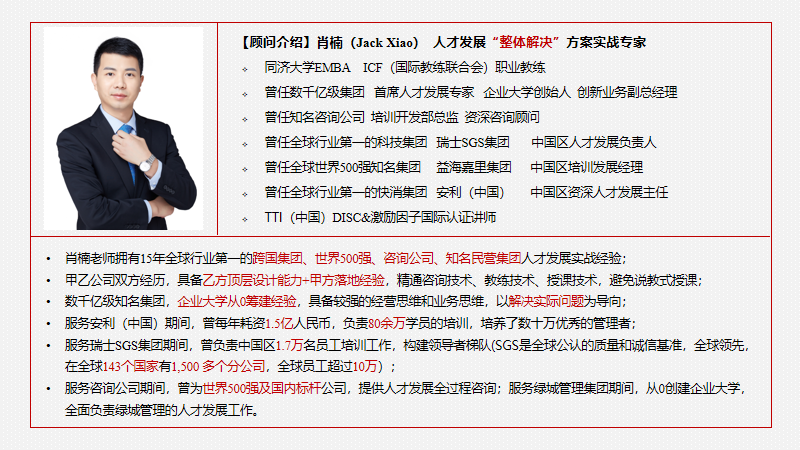 【顾问介绍】肖楠（Jack Xiao） 人才发展“整体解决”方案实战专家
同济大学EMBA ICF（国际教练联合会）职业教练
曾任数千亿级集团 首席人才发展专家 企业大学创始人 创新业务副总经理
曾任知名咨询公司 培训开发部总监 资深咨询顾问
曾任全球行业第一的科技集团 瑞士SGS集团 中国区人才发展负责人
曾任全球世界500强知名集团 益海嘉里集团 中国区培训发展经理
曾任全球行业第一的快消集团 安利（中国） 中国区资深人才发展主任
TTI（中国）DISC&激励因子国际认证讲师
• 肖楠老师拥有15年全球行业第一的跨国集团、世界500强、咨询公司、知名民营集团人才发展实战经验；
• 甲乙公司双方经历，具备乙方顶层设计能力+甲方落地经验，精通咨询技术、教练技术、授课技术，避免说教式授课；
• 数千亿级知名集团，企业大学从0筹建经验，具备较强的经营思维和业务思维，以解决实际问题为导向；
• 服务安利（中国）期间，曾每年耗资1.5亿人民币，负责80余万学员的培训，培养了数十万优秀的管理者；
• 服务瑞士SGS集团期间，曾负责中国区1.7万名员工培训工作，构建领导者梯队(SGS是全球公认的质量和诚信基准，全球领先，
在全球143个国家有1,500 多个分公司，全球员工超过10万）；
• 服务咨询公司期间，曾为世界500强及国内标杆公司，提供人才发展全过程咨询；服务绿城管理集团期间，从0创建企业大学，
全面负责绿城管理的人才发展工作。